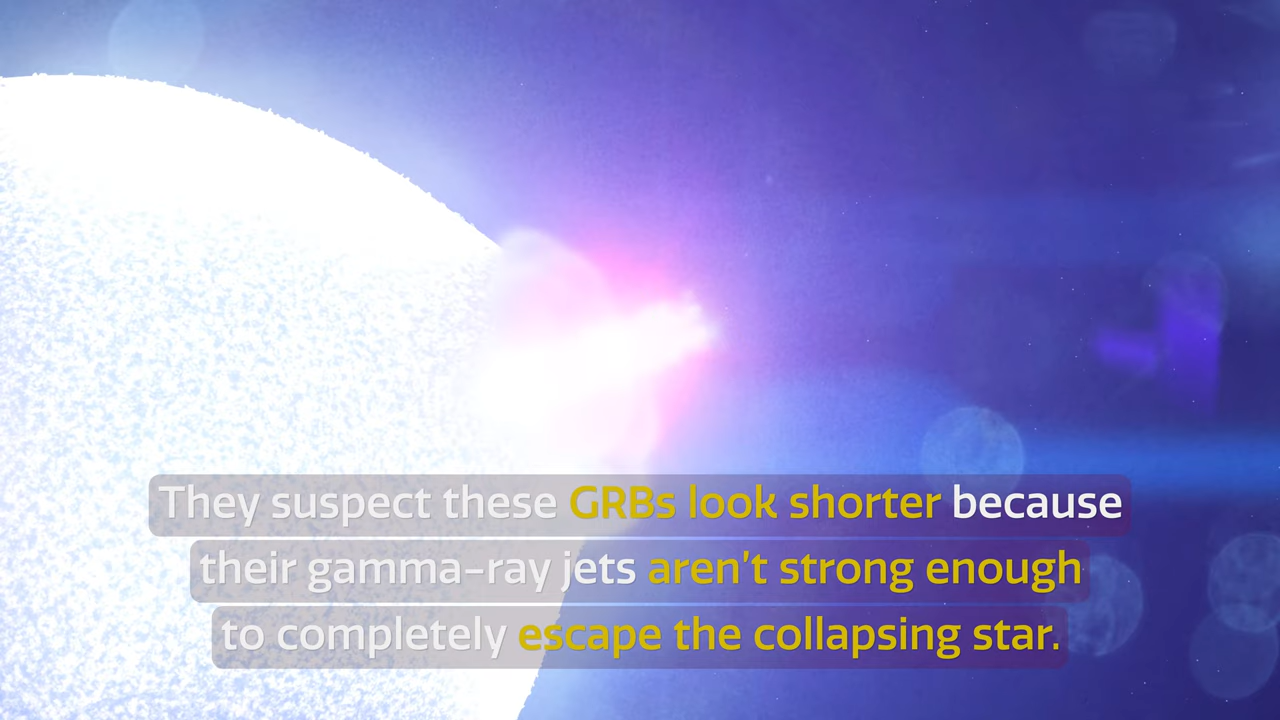 They suspect these GRBs look shorter because
their gamma-ray jets aren't strong enough
to completely escape the collapsing star.